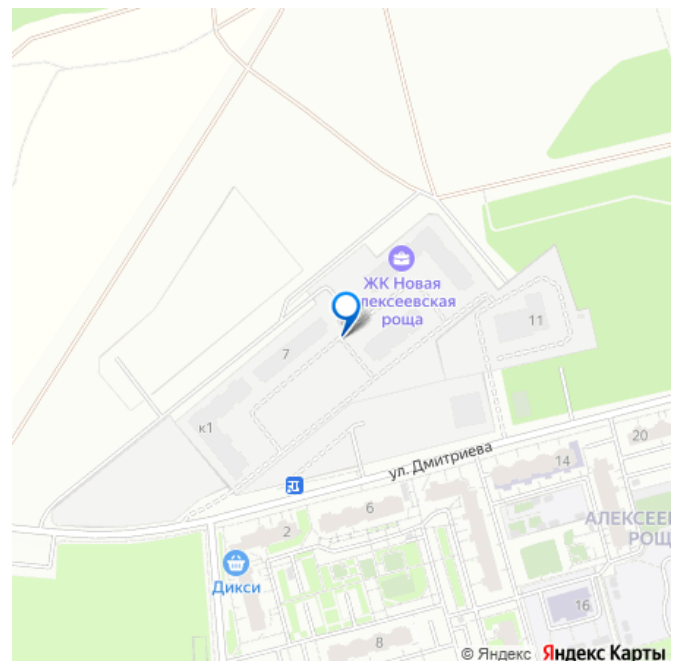 ЖК Новая
лексеевская
роща
11
7
к1
ул. Дмитриева
20
14
6
2
АЛЕКСЕЕ
РОЩ
Дикси
16
8
© Яндекс Яндекс Карты